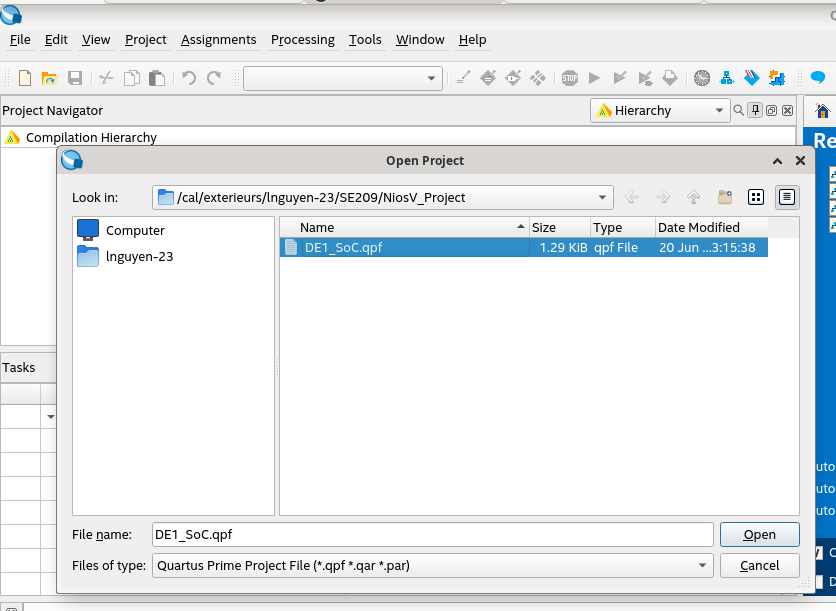 File Edit View Project Assignments Processing Tools Window Help
Project Navigator Hierarchy
Compilation Hierarchy
Re
Open Project
Look in: /cal/exterieurs/lnguyen-23/SE209/NiosV_Project
Computer
lnguyen-23
Name Size Type Date Modified
DE1_SoC.qpf 1.29 KiB qpf File 20 Jun ...3:15:38
Tasks
uto
uto
uto
File name: DE1_SoC.qpf Open
Files of type: Quartus Prime Project File (*.qpf *.qar *.par) Cancel
STOP